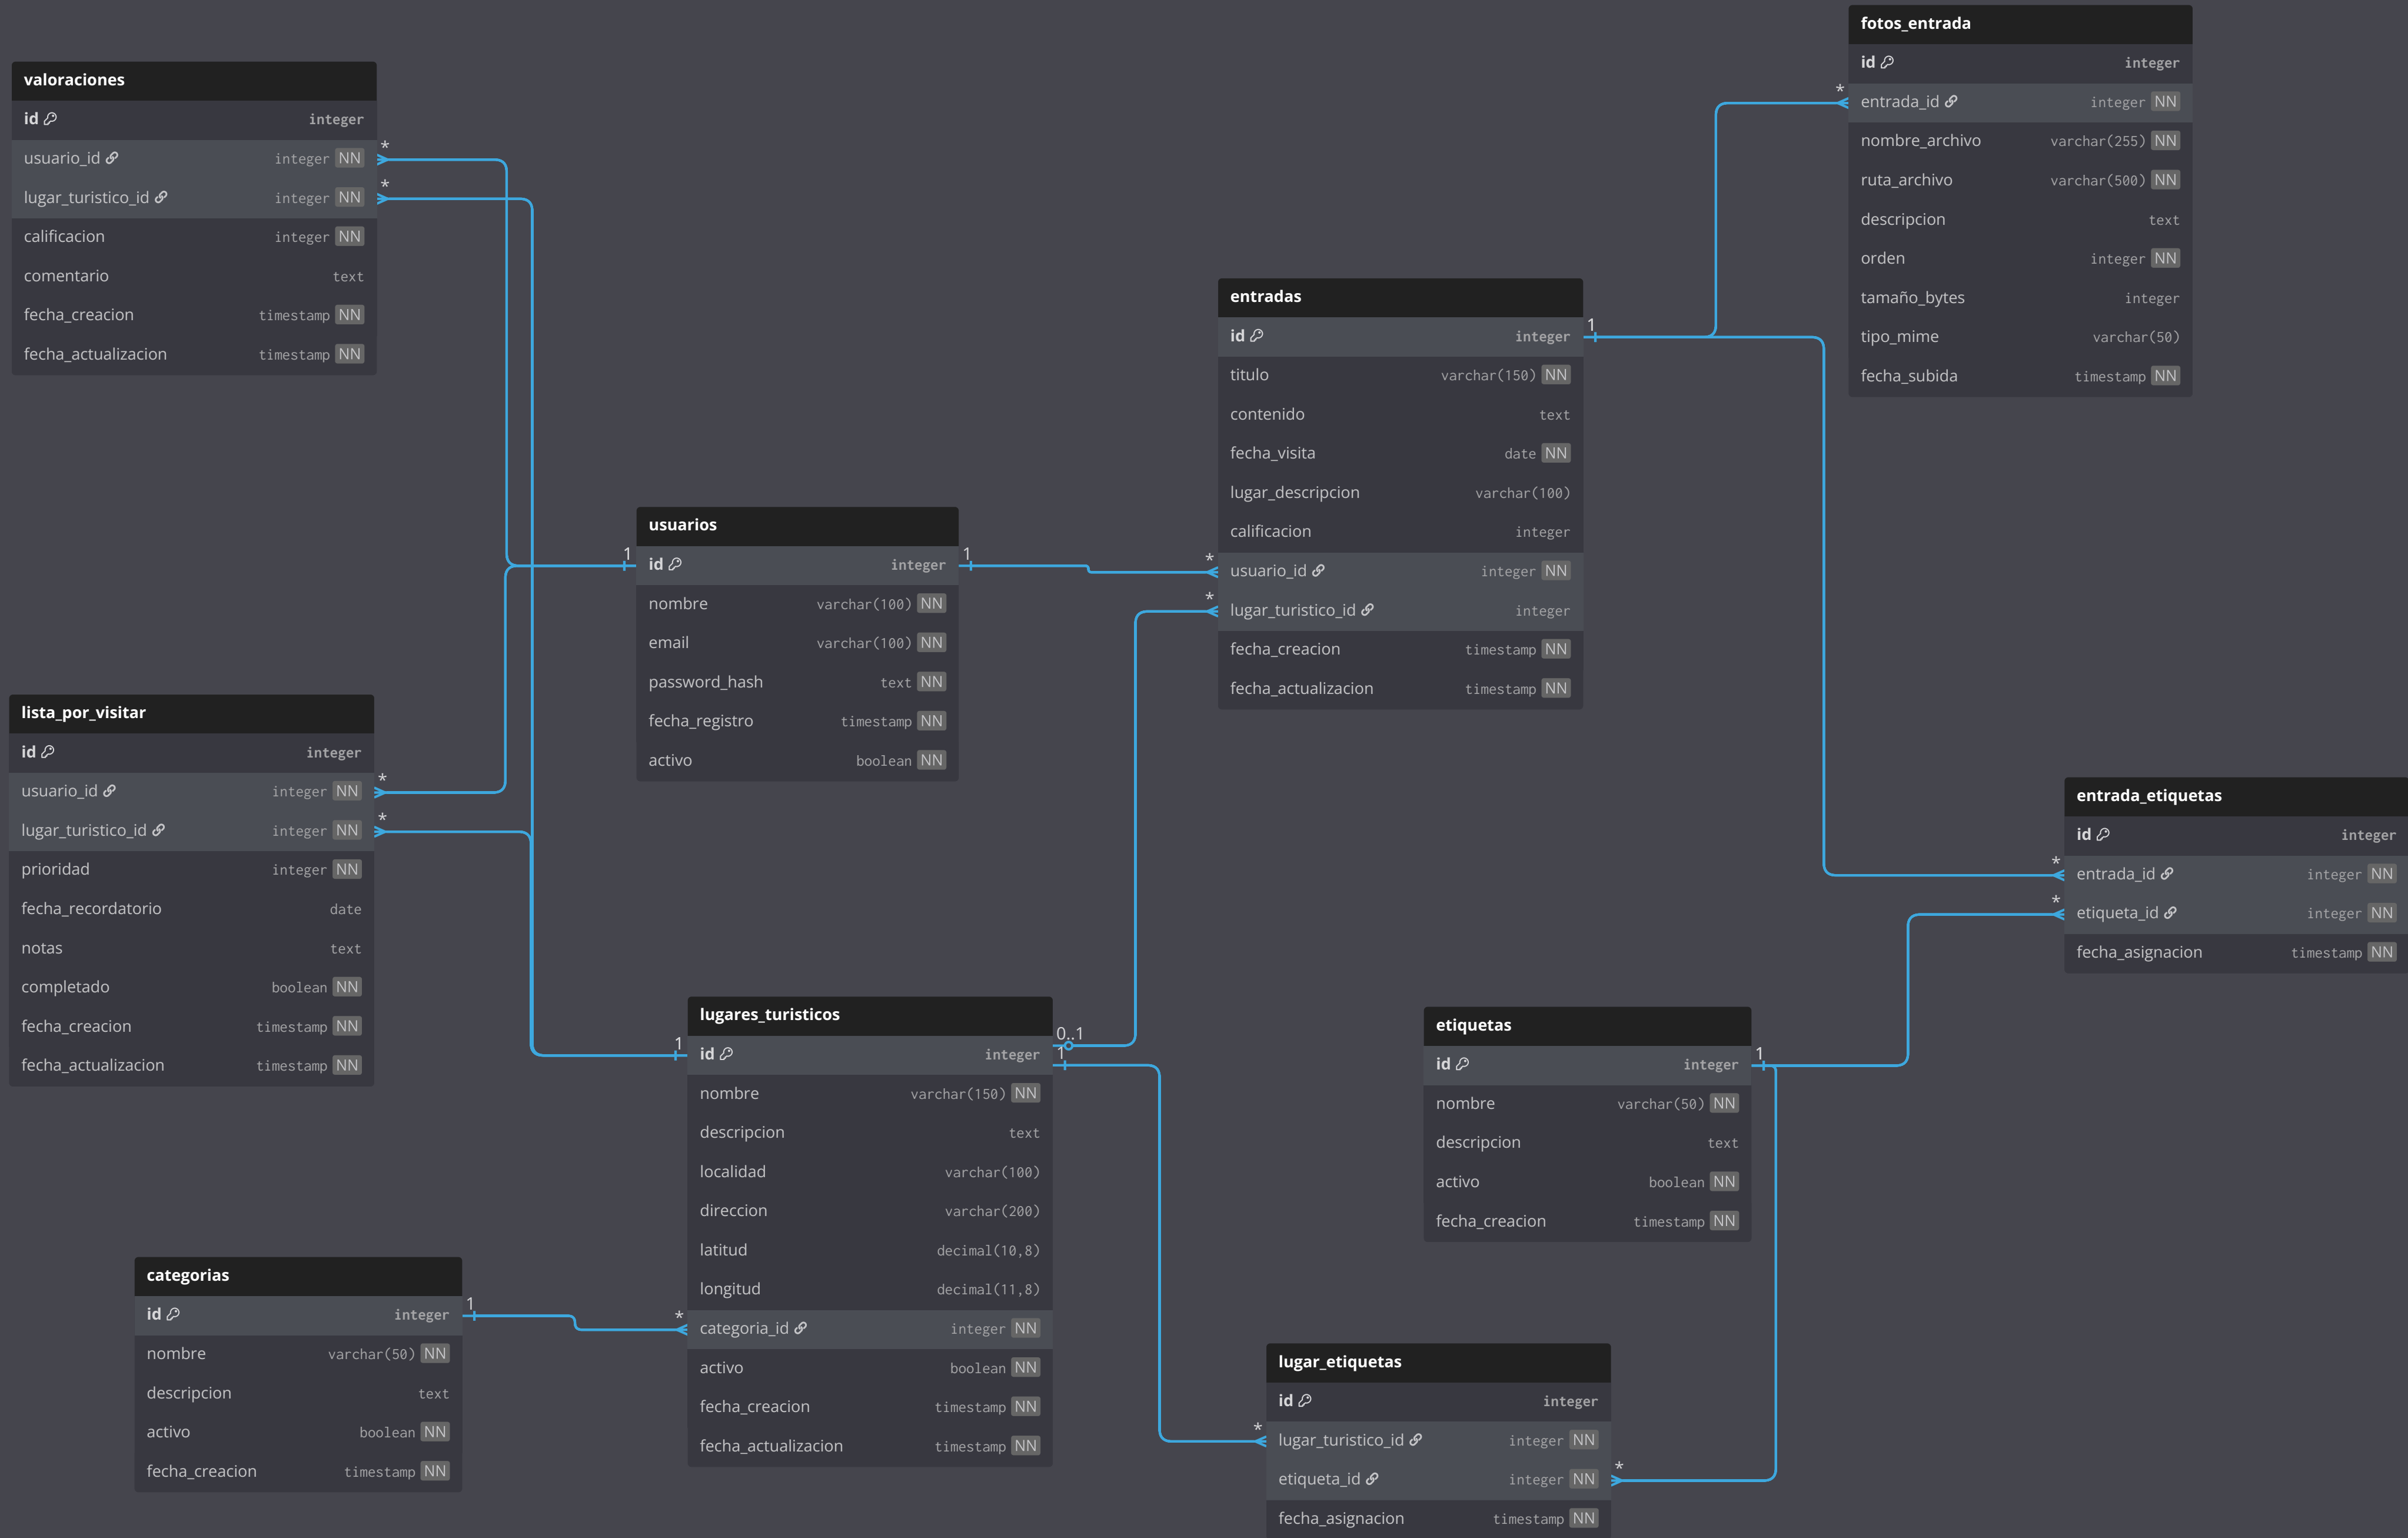 valoraciones
id integer
usuario_id integer NN
lugar_turistico_id integer NN
calificacion integer NN
comentario text
fecha_creacion timestamp NN
fecha_actualizacion timestamp NN
*
*
lista_por_visitar
id integer
usuario_id integer NN
lugar_turistico_id integer NN
prioridad integer NN
fecha_recordatorio date
notas text
completado boolean NN
fecha_creacion timestamp NN
fecha_actualizacion timestamp NN
*
*
categorias
id integer
nombre varchar(50) NN
descripcion text
activo boolean NN
fecha_creacion timestamp NN
1
usuarios
1
id integer
1
nombre varchar(100) NN
email varchar(100) NN
password_hash text NN
fecha_registro timestamp NN
activo boolean NN
lugares_turisticos
1
id integer
0..1
1
nombre varchar(150) NN
descripcion text
localidad varchar(100)
direccion varchar(200)
latitud decimal(10,8)
longitud decimal(11,8)
*
categoria_id integer NN
activo boolean NN
fecha_creacion timestamp NN
fecha_actualizacion timestamp NN
entradas
id integer
1
titulo varchar(150) NN
contenido text
fecha_visita date NN
lugar_descripcion varchar(100)
calificacion integer
*
usuario_id integer NN
*
lugar_turistico_id integer
fecha_creacion timestamp NN
fecha_actualizacion timestamp NN
fotos_entrada
id integer
*
entrada_id integer NN
nombre_archivo varchar(255) NN
ruta_archivo varchar(500) NN
descripcion text
orden integer NN
tamaño_bytes integer
tipo_mime varchar(50)
fecha_subida timestamp NN
entrada_etiquetas
id integer
*
entrada_id integer NN
*
etiqueta_id integer NN
fecha_asignacion timestamp NN
etiquetas
id integer
1
nombre varchar(50) NN
descripcion text
activo boolean NN
fecha_creacion timestamp NN
lugar_etiquetas
id integer
*
lugar_turistico_id integer NN
etiqueta_id integer NN
*
fecha_asignacion timestamp NN